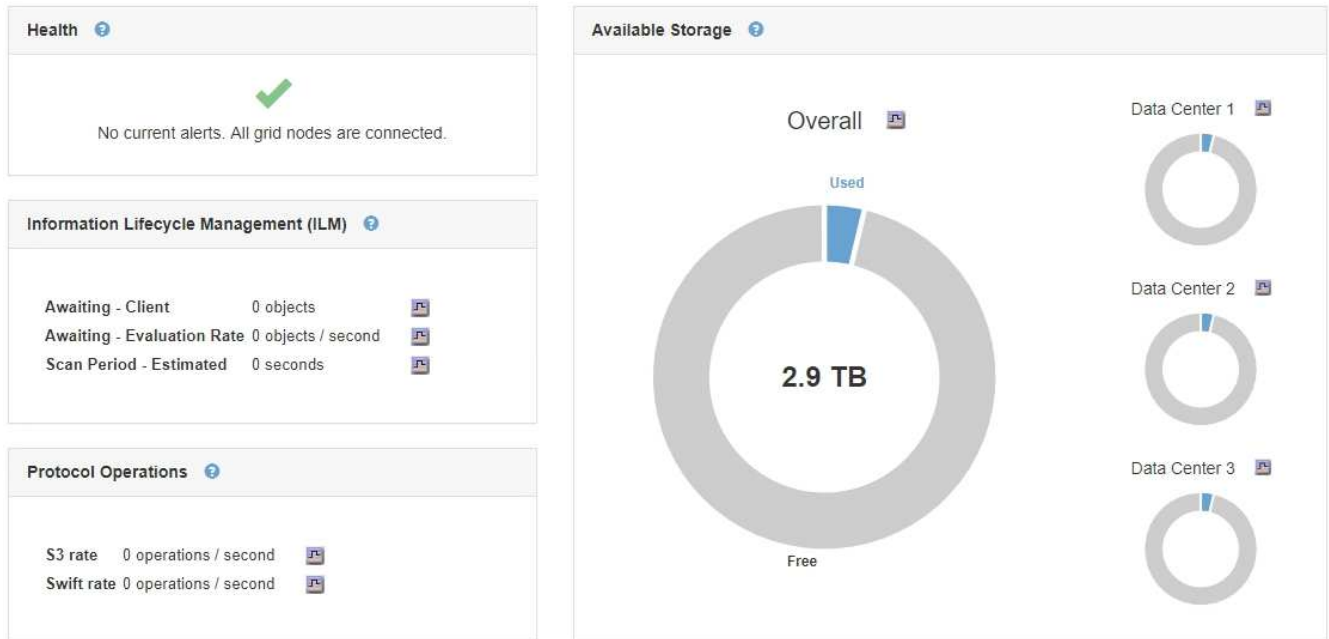 Health
No current alerts. All grid nodes are connected.
Information Lifecycle Management (ILM)
Awaiting - Client 0 objects
Awaiting - Evaluation Rate 0 objects / second
Scan Period - Estimated 0 seconds
Protocol Operations
S3 rate 0 operations / second
Swift rate 0 operations / second
Available Storage
Overall
Used
2.9 TB
Free
Data Center 1
Data Center 2
Data Center 3